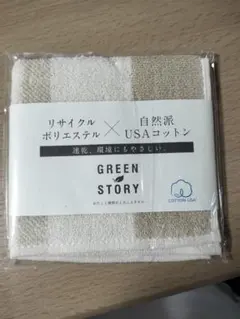 リサイクル
ポリエステル
×
自然派
USAコットン
速乾、環境にもやさしい。
GREEN
STORY
COTTON USA